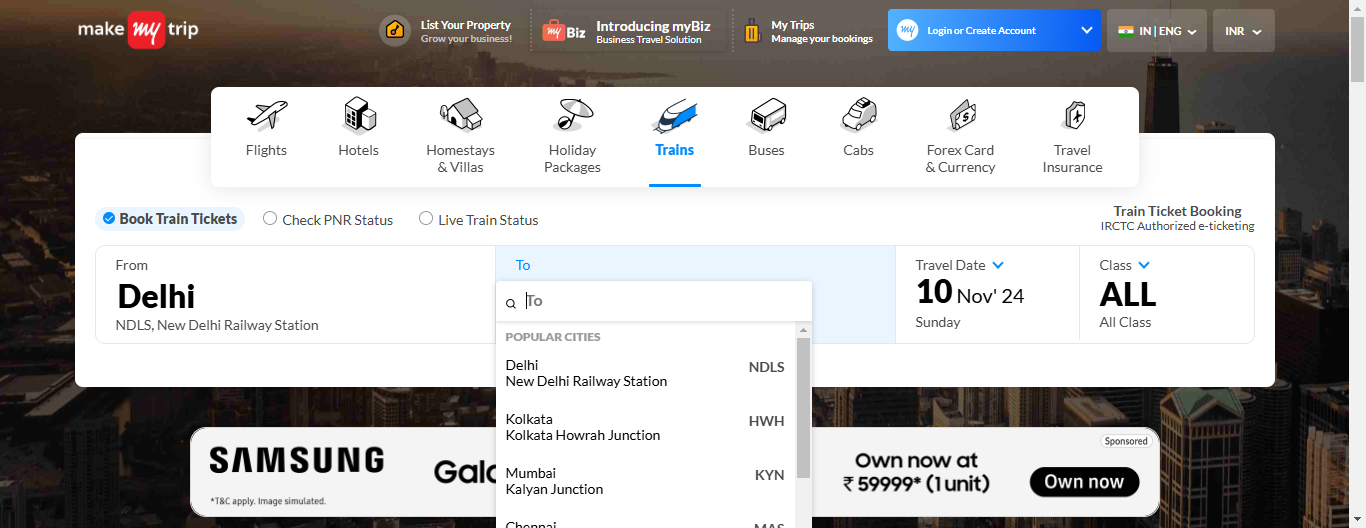 make my trip
List Your Property
Grow your business!
my Biz
Introducing myBiz
Business Travel Solution
My Trips
Manage your bookings
my
Login or Create Account
IN | ENG
INR
Flights
Hotels
Homestays
& Villas
Holiday
Packages
Trains
Buses
Cabs
Forex Card
& Currency
Travel
Insurance
Book Train Tickets
Check PNR Status
Live Train Status
Train Ticket Booking
IRCTC Authorized e-ticketing
From
Delhi
NDLS, New Delhi Railway Station
To
To
POPULAR CITIES
Delhi
New Delhi Railway Station
NDLS
Kolkata
Kolkata Howrah Junction
HWH
Mumbai
Kalyan Junction
KYN
Chennai
MAS
Travel Date
10 Nov' 24
Sunday
Class
ALL
All Class
SAMSUNG
*T&C apply. Image simulated.
Gala
Own now at
₹ 59999* (1 unit)
Sponsored
Own now